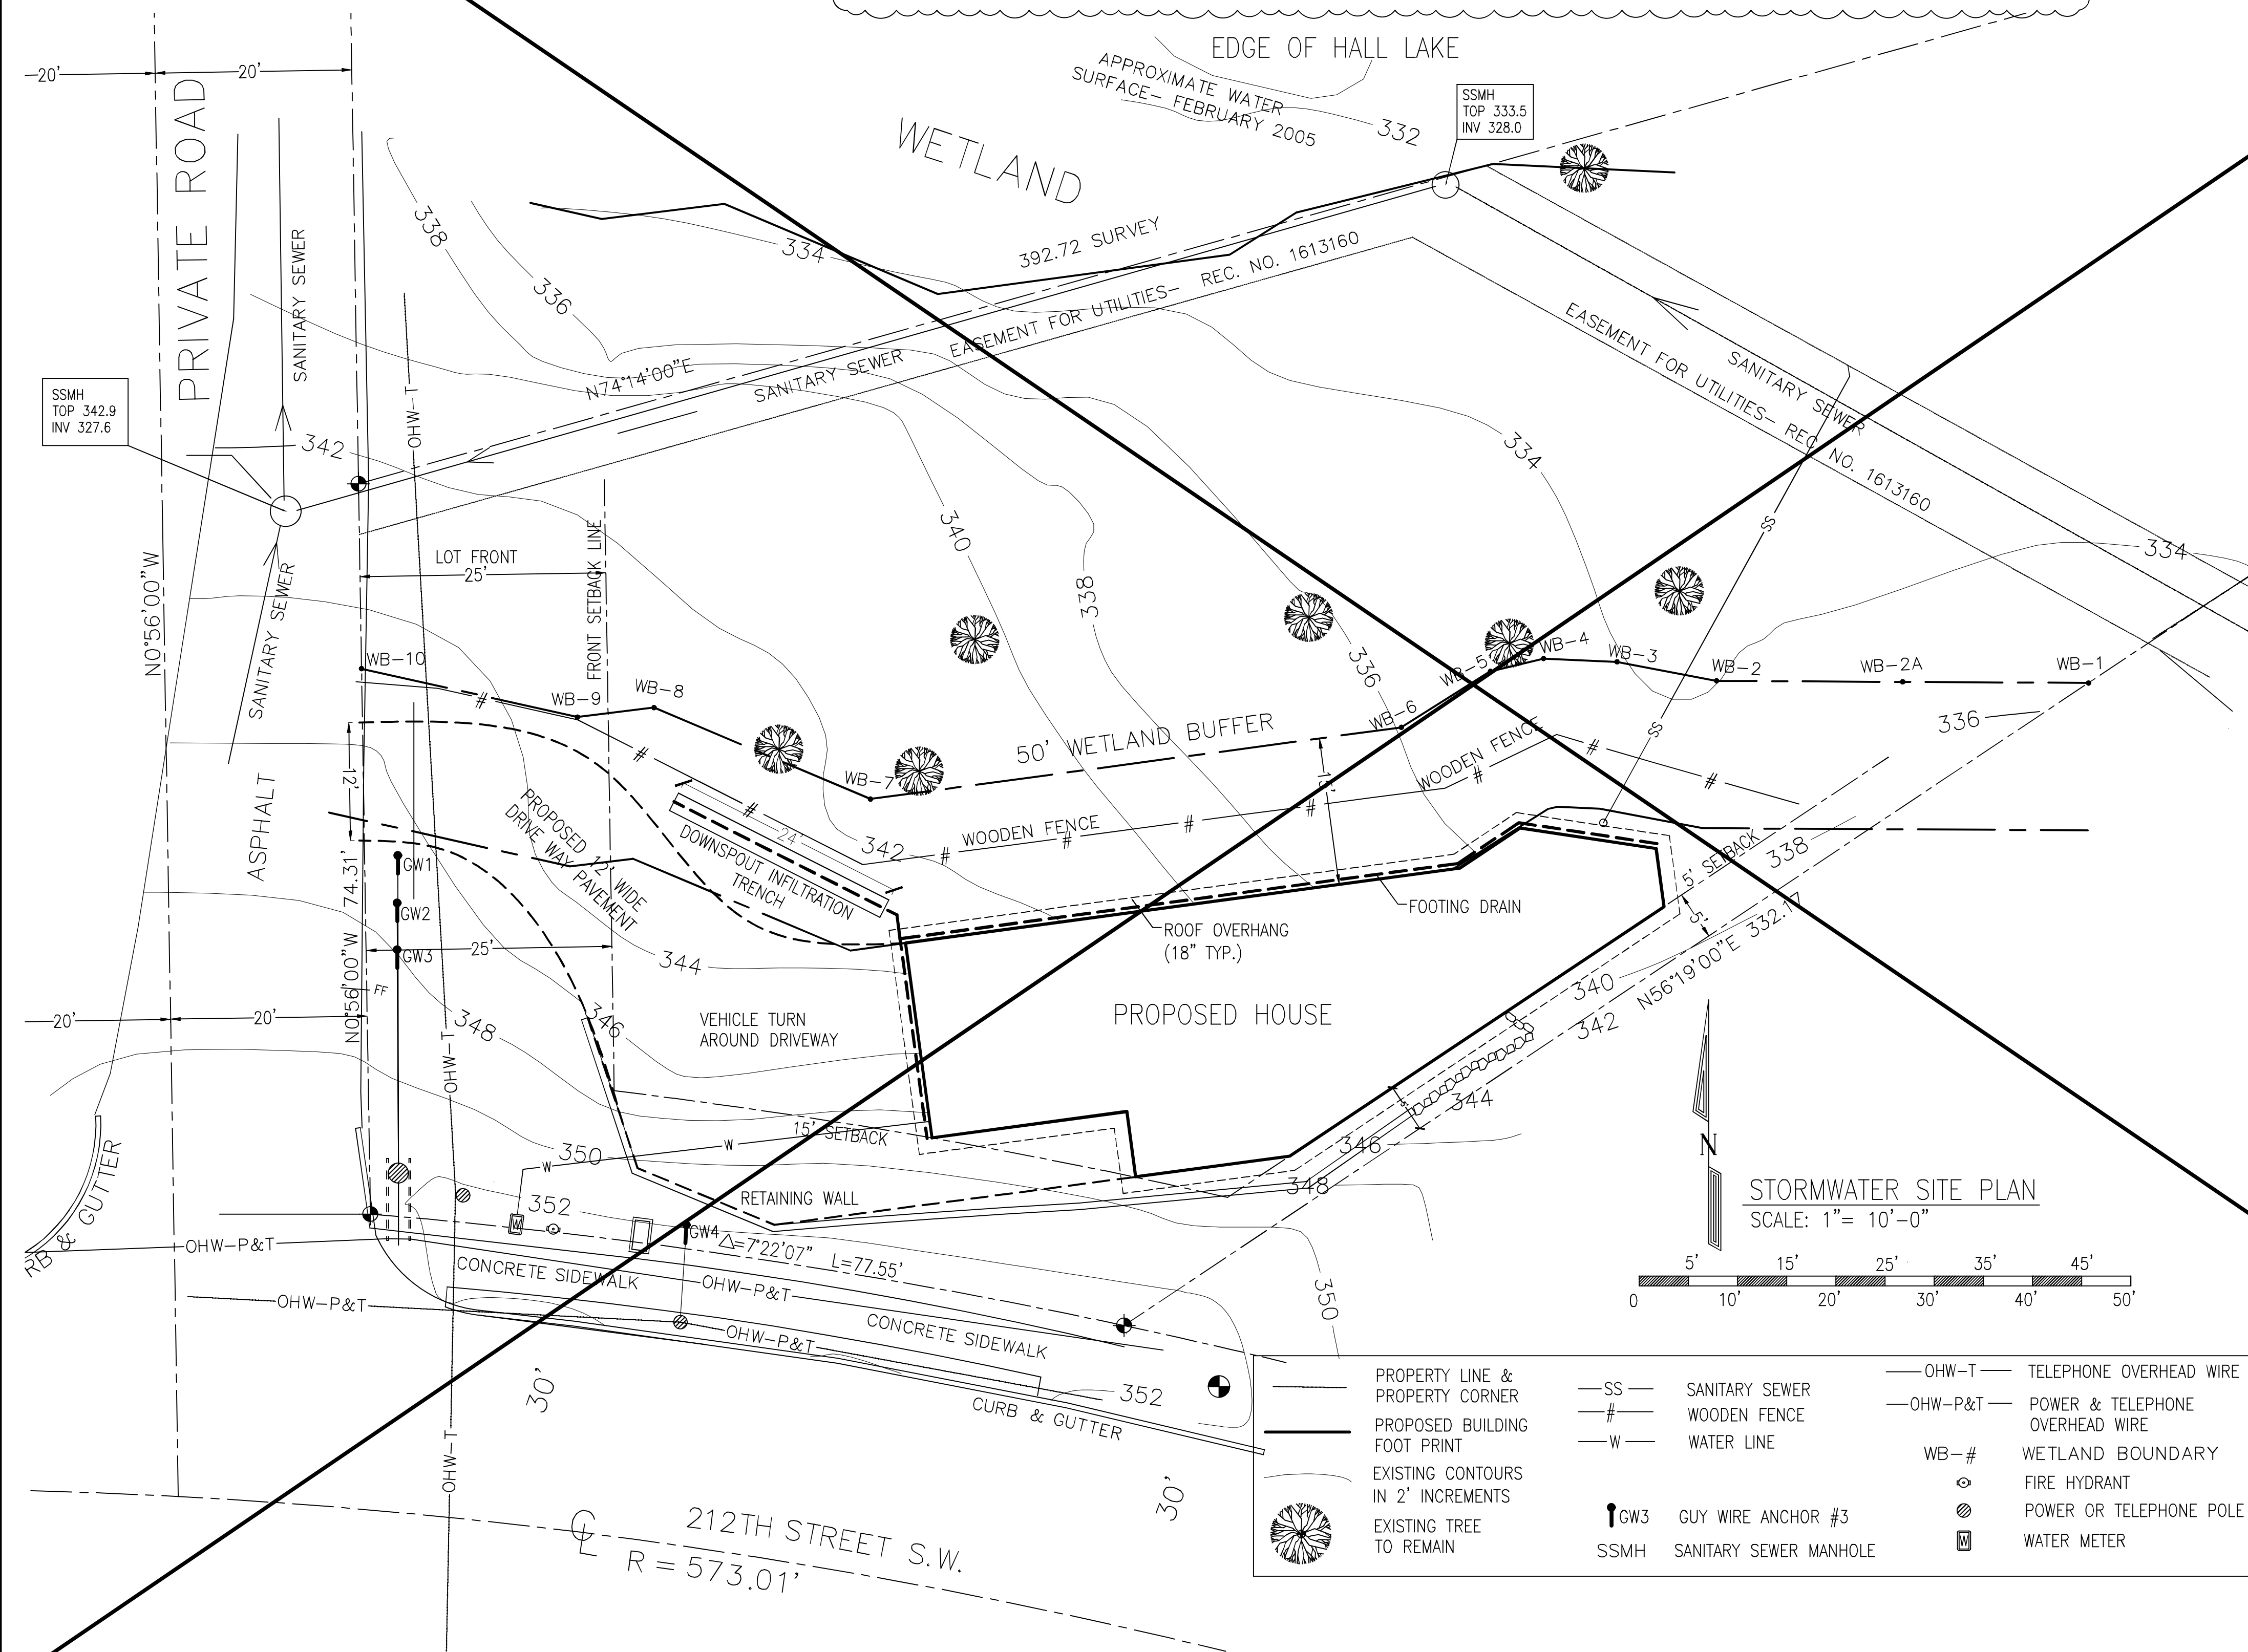 EDGE OF HALL LAKE
APPROXIMATE WATER
SURFACE– FEBRUARY 2005
332
SSMH
TOP 333.5
INV 328.0
WETLAND
–20'
20'
PRIVATE ROAD
SANITARY SEWER
338
336
334
392.72 SURVEY
EASEMENT FOR UTILITIES– REC. NO. 1613160
N74°14'00"E
SANITARY SEWER
EASEMENT FOR UTILITIES– REC NO. 1613160
SANITARY SEWER
SSMH
TOP 342.9
INV 327.6
OHW–T
342
334
340
338
336
334
SS
LOT FRONT
25'
FRONT SETBACK LINE
N0°56'00"W
SANITARY SEWER
WB–10
WB–9
WB–8
WB–7
WB–6
WB–5
WB–4
WB–3
WB–2
WB–2A
WB–1
336
SS
50' WETLAND BUFFER
WOODEN FENCE
WOODEN FENCE
#
#
#
#
#
#
#
#
#
#
12'
ASPHALT
PROPOSED 12' WIDE
DRIVE WAY PAVEMENT
24'
DOWNSPOUT INFILTRATION
TRENCH
342
5' SETBACK
338
GW1
GW2
GW3
N0°56'00"W 74.31'
25'
344
FOOTING DRAIN
ROOF OVERHANG
(18" TYP.)
5'
N56°19'00"E 332.17
340
342
FF
–20'
20'
348
346
VEHICLE TURN
AROUND DRIVEWAY
PROPOSED HOUSE
OHW–T
344
346
348
15' SETBACK
W
W
350
352
RETAINING WALL
N
STORMWATER SITE PLAN
SCALE: 1"= 10'–0"
5'
15'
25'
35'
45'
0
10'
20'
30'
40'
50'
RB & GUTTER
W
GW4
Δ=7°22'07" L=77.55'
OHW–P&T
CONCRETE SIDEWALK
OHW–P&T
OHW–P&T
OHW–P&T
CONCRETE SIDEWALK
350
352
CURB & GUTTER
30'
30'
OHW–T
CL
212TH STREET S.W.
R = 573.01'
PROPERTY LINE &
PROPERTY CORNER
PROPOSED BUILDING
FOOT PRINT
EXISTING CONTOURS
IN 2' INCREMENTS
EXISTING TREE
TO REMAIN
SS
SANITARY SEWER
#
WOODEN FENCE
W
WATER LINE
GW3
GUY WIRE ANCHOR #3
SSMH
SANITARY SEWER MANHOLE
OHW–T
TELEPHONE OVERHEAD WIRE
OHW–P&T
POWER & TELEPHONE
OVERHEAD WIRE
WB–#
WETLAND BOUNDARY
FIRE HYDRANT
POWER OR TELEPHONE POLE
W
WATER METER